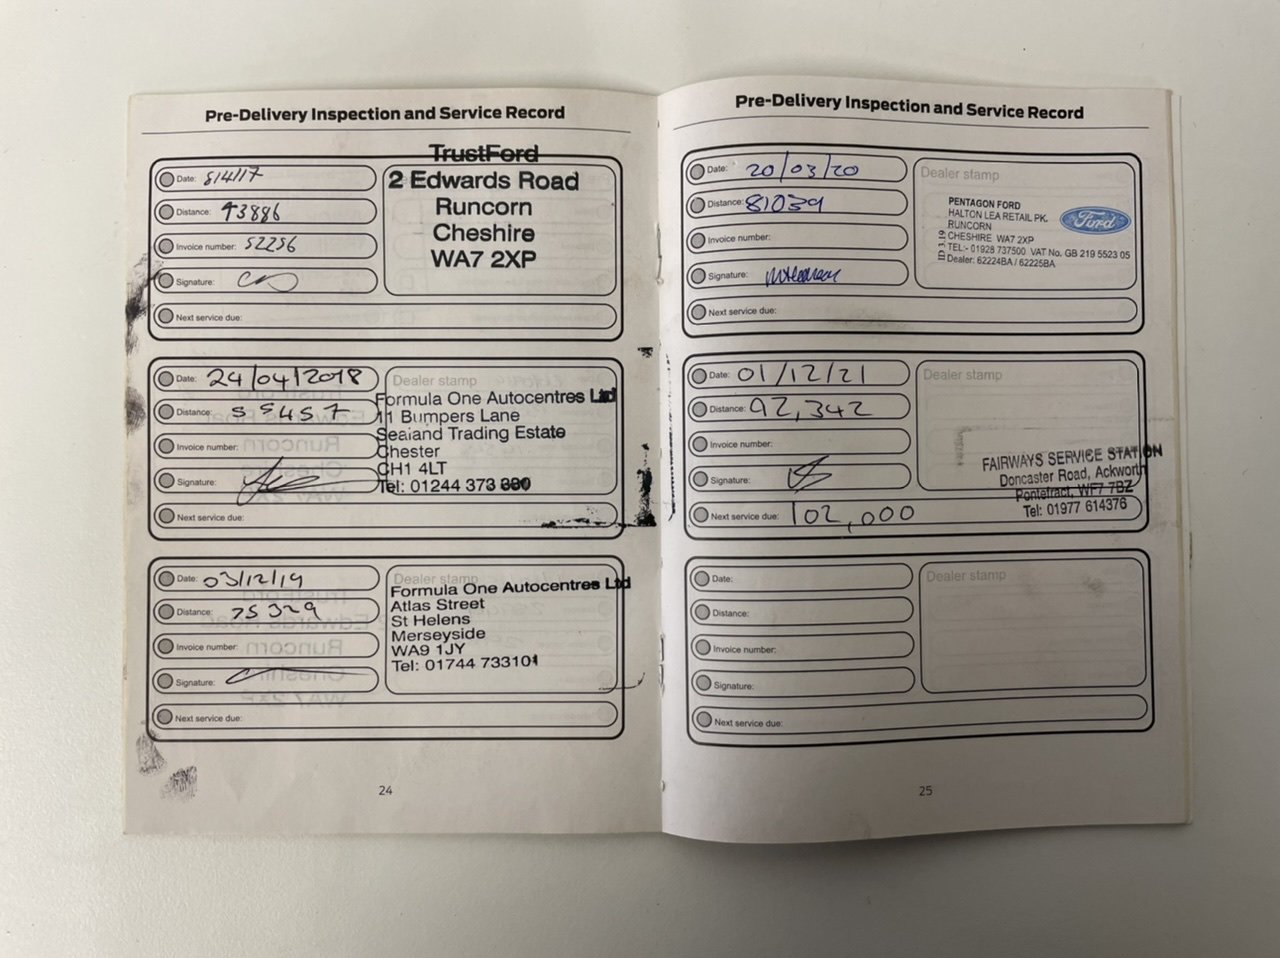 Pre-Delivery Inspection and Service Record
Date: 8/4/17
Distance: 43886
Invoice number: 52256
Signature:
Next service due:
TrustFord
2 Edwards Road
Runcorn
Cheshire
WA7 2XP
Date: 24/04/2018
Distance: 55457
Invoice number:
Signature:
Next service due:
Dealer stamp
Formula One Autocentres Ltd
11 Bumpers Lane
Sealand Trading Estate
Chester
CH1 4LT
Tel: 01244 373
Date: 03/12/19
Distance: 75329
Invoice number:
Signature:
Next service due:
Dealer stamp
Formula One Autocentres Ltd
Atlas Street
St Helens
Merseyside
WA9 1JY
Tel: 01744 733101
24
Pre-Delivery Inspection and Service Record
Date: 20/03/20
Distance: 81039
Invoice number:
Signature:
Next service due:
Dealer stamp
PENTAGON FORD
HALTON LEA RETAIL PK.
RUNCORN
CHESHIRE WA7 2XP
TEL:- 01928 737500 VAT No. GB 219 5523 05
Dealer: 62224BA / 62225BA
Ford
Date: 01/12/21
Distance: 92,342
Invoice number:
Signature:
Next service due: 102,000
Dealer stamp
FAIRWAYS SERVICE STATION
Doncaster Road, Ackworth
Pontefract, WF7 7BZ
Tel: 01977 614376
Date:
Distance:
Invoice number:
Signature:
Next service due:
Dealer stamp
25